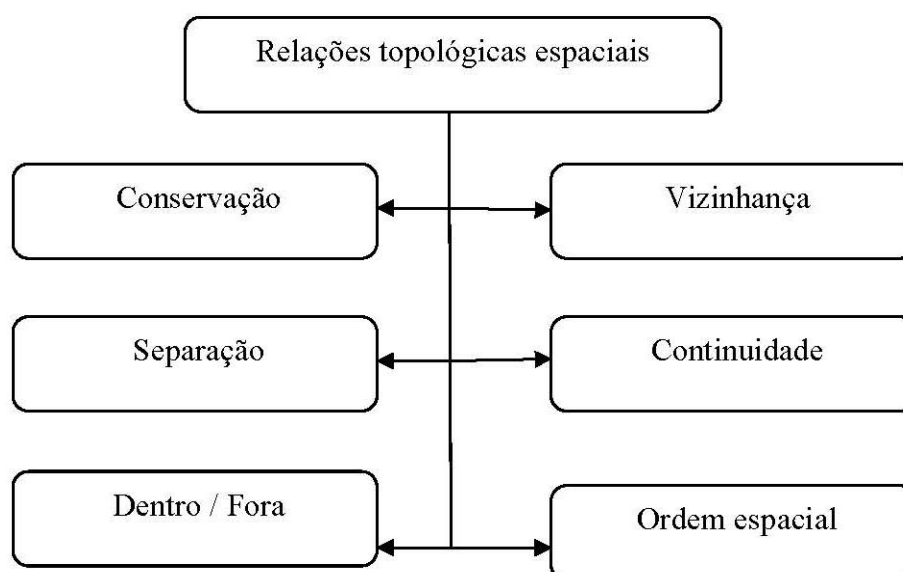 Relações topológicas espaciais
Conservação
Vizinhança
Separação
Continuidade
Dentro / Fora
Ordem espacial